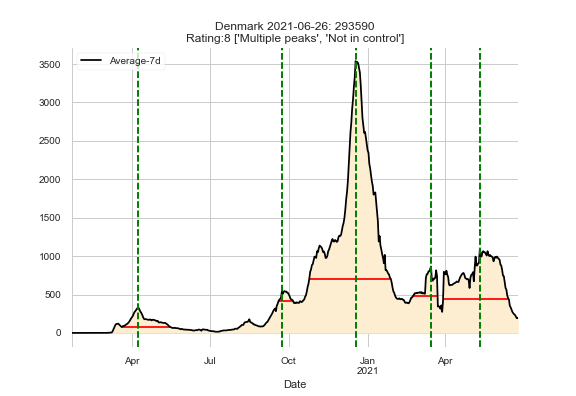 Denmark 2021-06-26: 293590
Rating:8 ['Multiple peaks', 'Not in control']
Average-7d
3500
3000
2500
2000
1500
1000
500
0
Apr
Jul
Oct
Jan
2021
Apr
Date